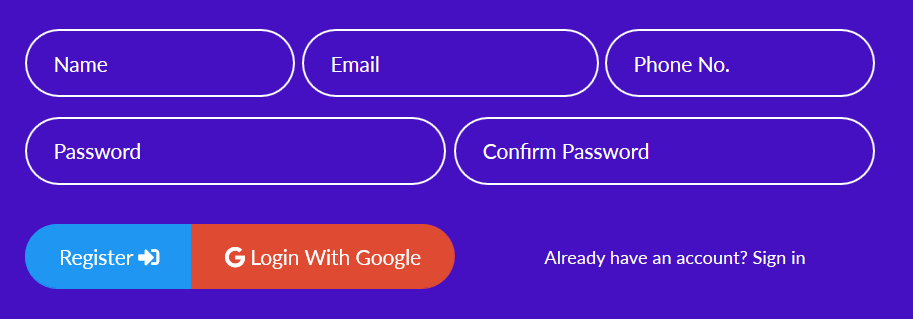 Name Email Phone No.
Password Confirm Password
Register Login With Google Already have an account? Sign in